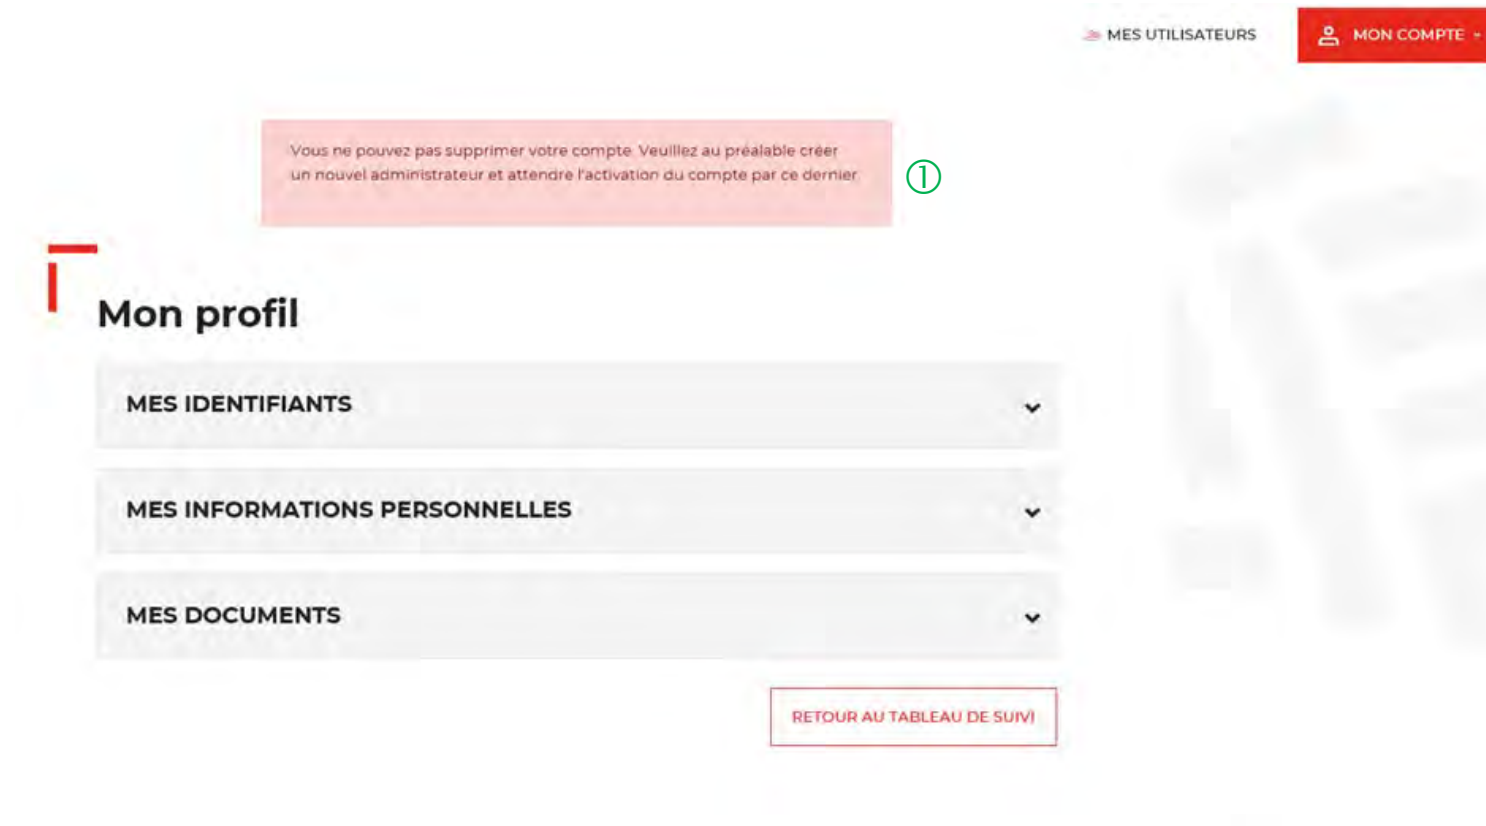 MES UTILISATEURS
MON COMPTE
Vous ne pouvez pas supprimer votre compte. Veuillez au préalable créer
un nouvel administrateur et attendre l'activation du compte par ce dernier.
①
Mon profil
MES IDENTIFIANTS
MES INFORMATIONS PERSONNELLES
MES DOCUMENTS
RETOUR AU TABLEAU DE SUIVI